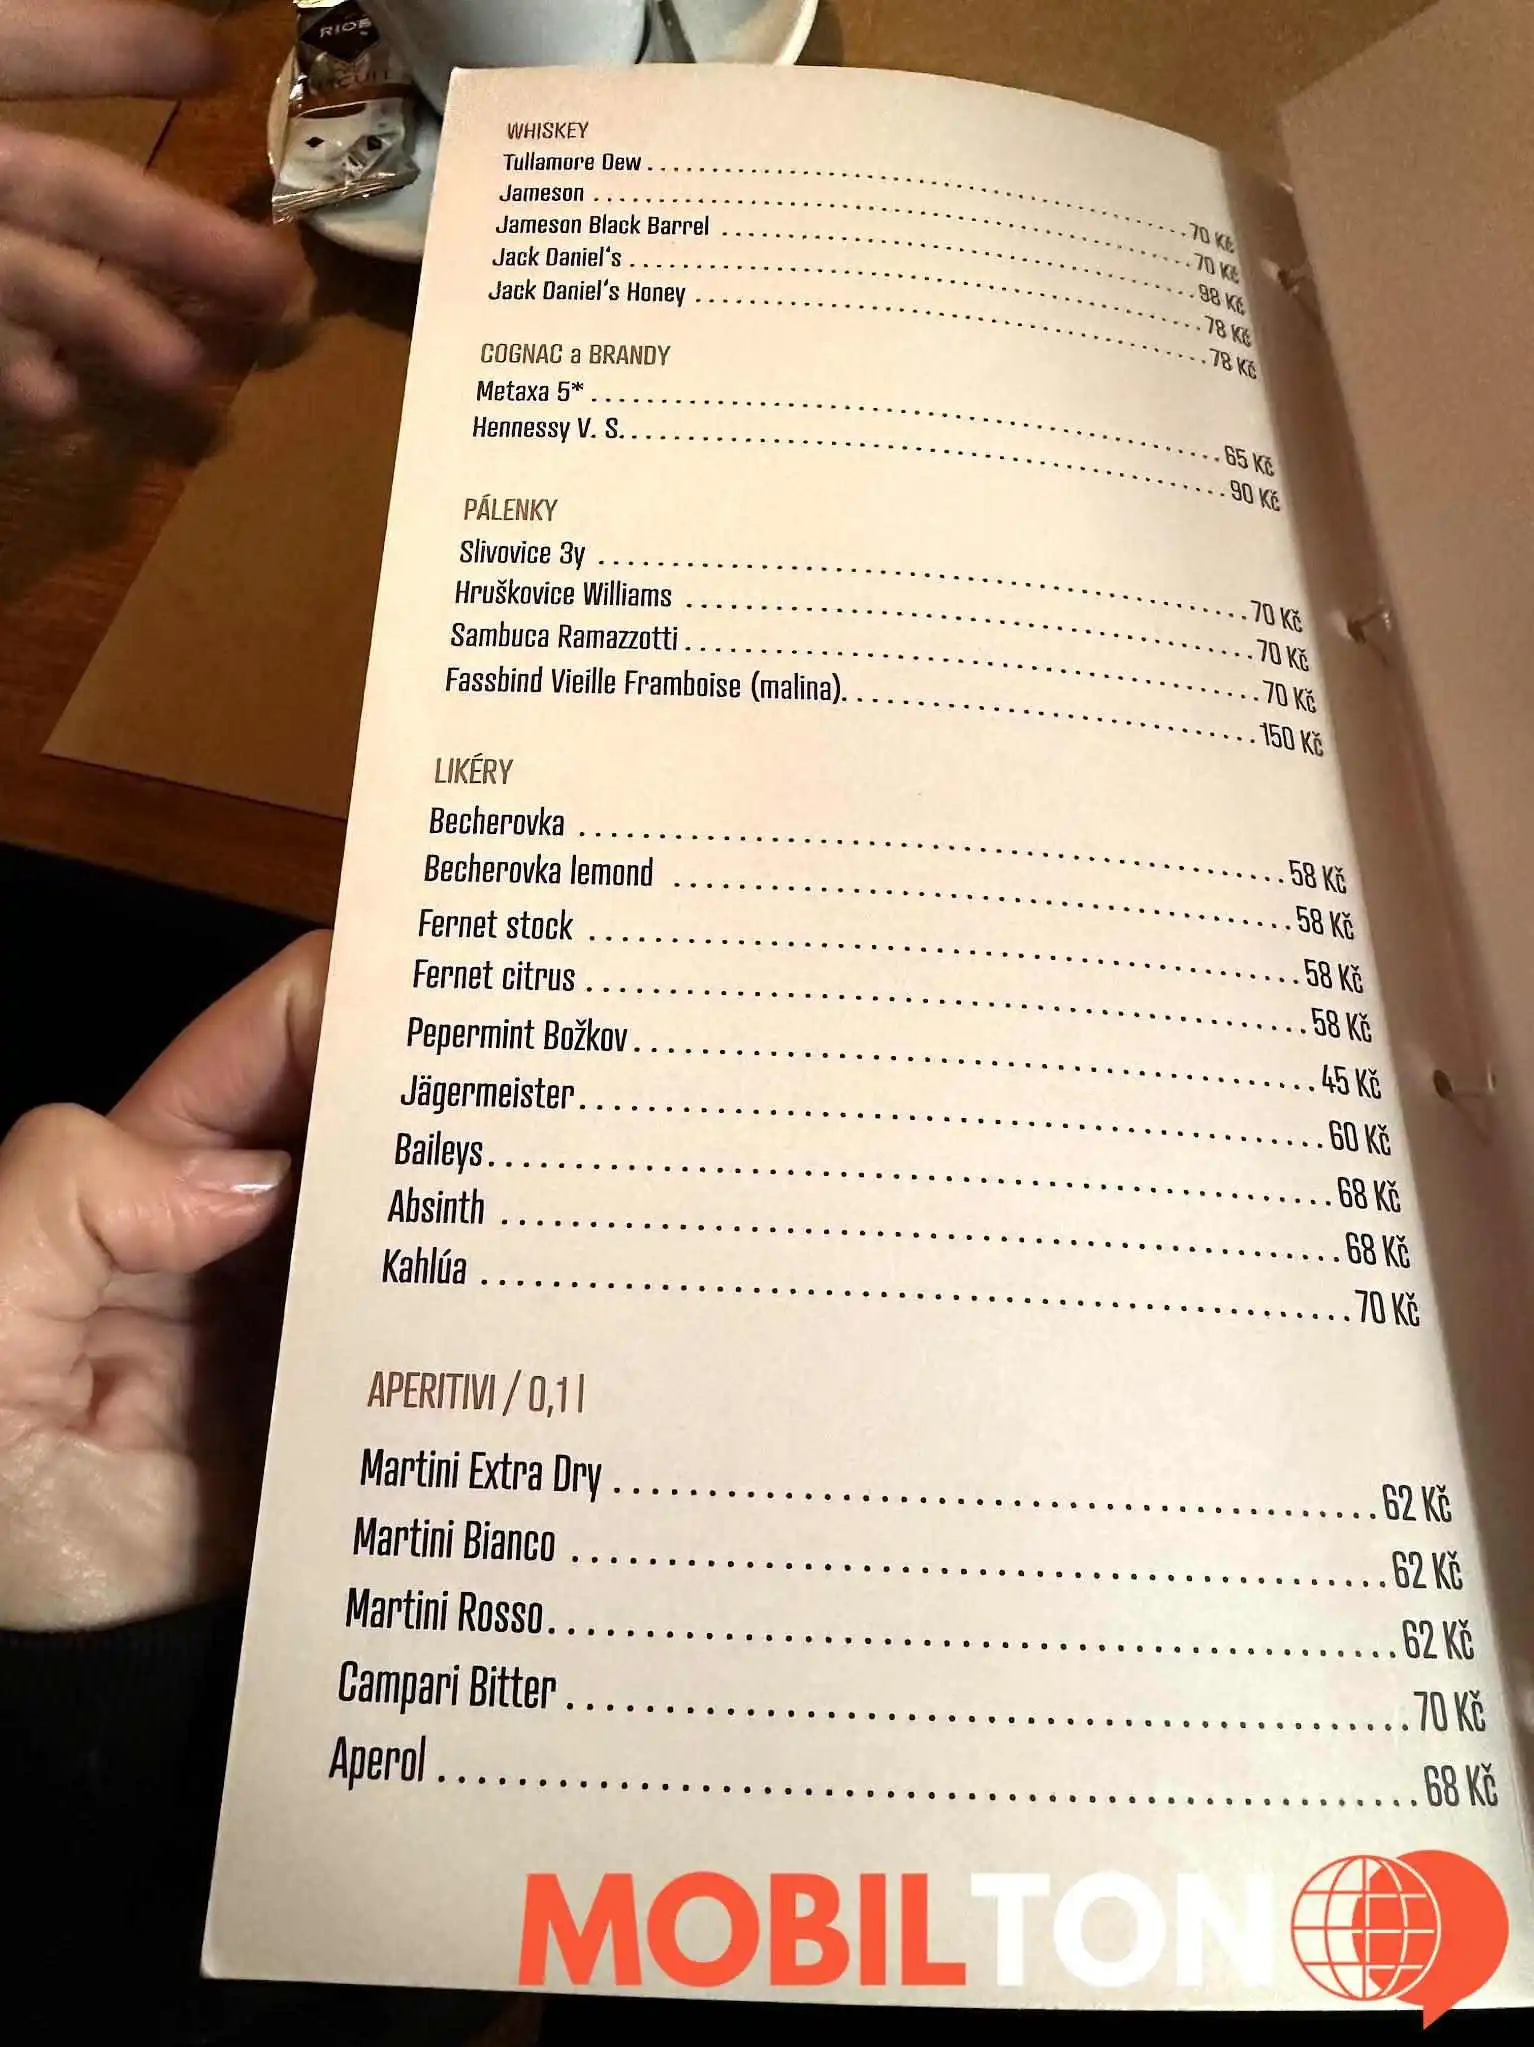 RIOBA
WHISKEY
Tullamore Dew 70 Kč
Jameson 70 Kč
Jameson Black Barrel 98 Kč
Jack Daniel's 78 Kč
Jack Daniel's Honey 78 Kč
COGNAC a BRANDY
Metaxa 5* 65 Kč
Hennessy V. S. 90 Kč
PÁLENKY
Slivovice 3y 70 Kč
Hruškovice Williams 70 Kč
Sambuca Ramazzotti 70 Kč
Fassbind Vieille Framboise (malina) 150 Kč
LIKÉRY
Becherovka 58 Kč
Becherovka lemond 58 Kč
Fernet stock 58 Kč
Fernet citrus 58 Kč
Pepermint Božkov 45 Kč
Jägermeister 60 Kč
Baileys 68 Kč
Absinth 68 Kč
Kahlúa 70 Kč
APERITIVI / 0,1 l
Martini Extra Dry 62 Kč
Martini Bianco 62 Kč
Martini Rosso 62 Kč
Campari Bitter 70 Kč
Aperol 68 Kč
MOBILTON